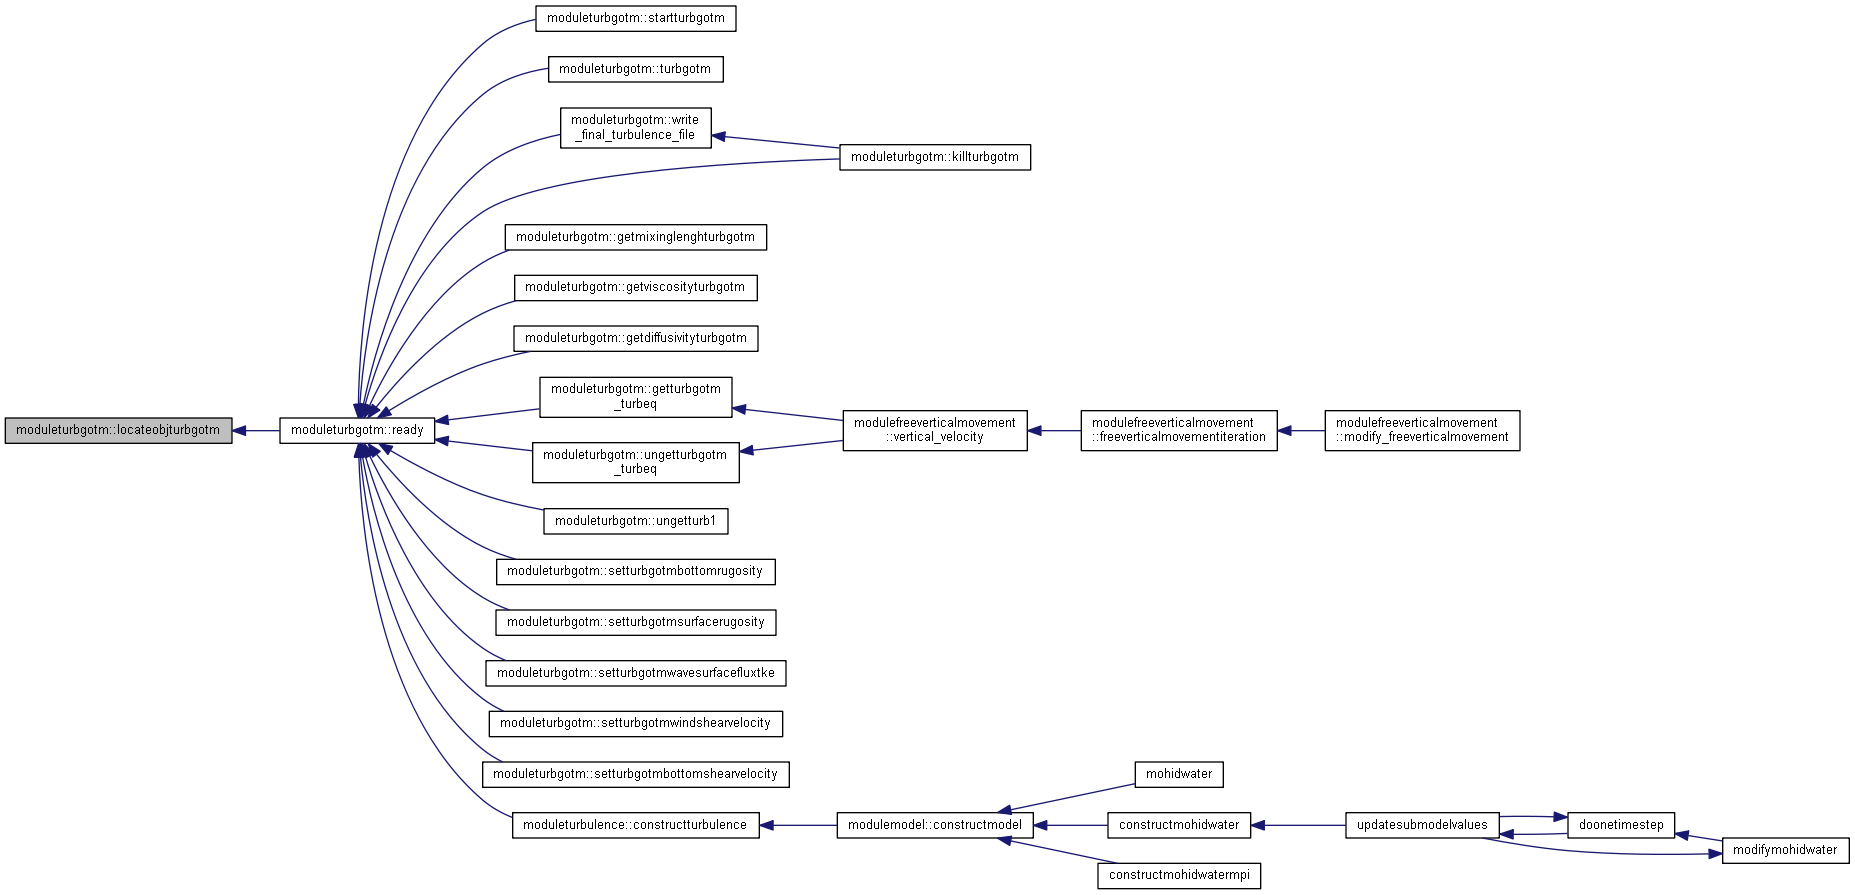 moduleturbgotm::startturbgotm
moduleturbgotm::turbgotm
moduleturbgotm::write
_final_turbulence_file
moduleturbgotm::killturbgotm
moduleturbgotm::getmixinglenghturbgotm
moduleturbgotm::getviscosityturbgotm
moduleturbgotm::getdiffusivityturbgotm
moduleturbgotm::getturbgotm
_turbeq
modulefreeverticalmovement
::vertical_velocity
modulefreeverticalmovement
::freeverticalmovementiteration
modulefreeverticalmovement
::modify_freeverticalmovement
moduleturbgotm::locateobjturbgotm
moduleturbgotm::ready
moduleturbgotm::ungetturbgotm
_turbeq
moduleturbgotm::ungetturb1
moduleturbgotm::setturbgotmbottomrugosity
moduleturbgotm::setturbgotmsurfacerugosity
moduleturbgotm::setturbgotmwavesurfacefluxtke
moduleturbgotm::setturbgotmwindshearvelocity
moduleturbgotm::setturbgotmbottomshearvelocity
mohidwater
moduleturbulence::constructturbulence
modulemodel::constructmodel
constructmohidwater
updatesubmodelvalues
doonetimestep
modifymohidwater
constructmohidwatermpi